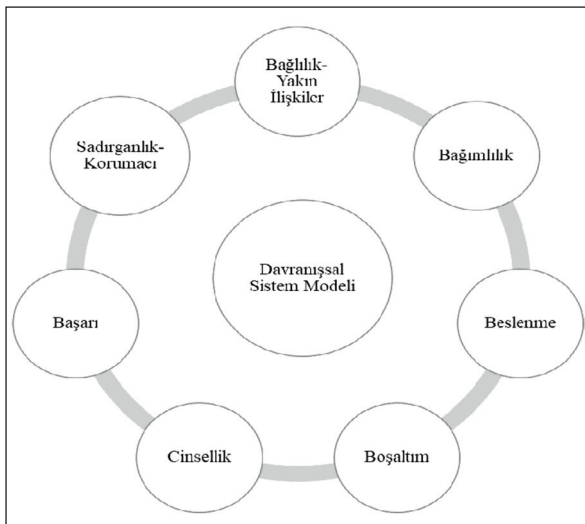 Bağlılık-
Yakın
İlişkiler
Bağımlılık
Beslenme
Boşaltım
Cinsellik
Başarı
Sadırganlık-
Korumacı
Davranışsal
Sistem Modeli